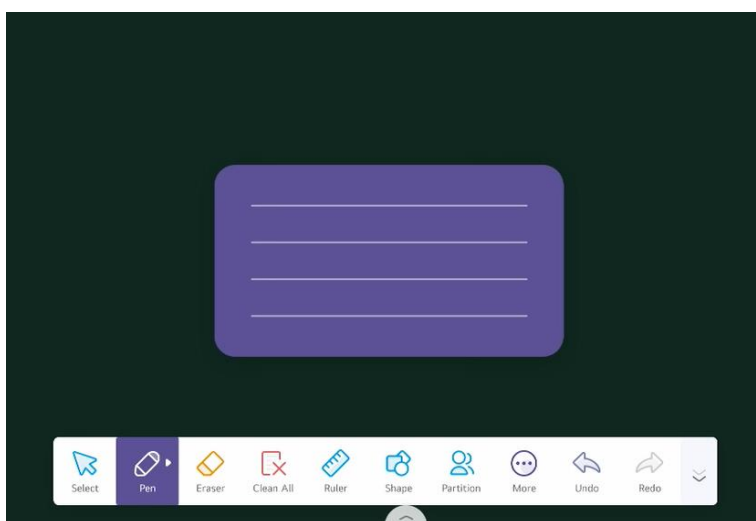 Select
Pen
Eraser
Clean All
Ruler
Shape
Partition
More
Undo
Redo